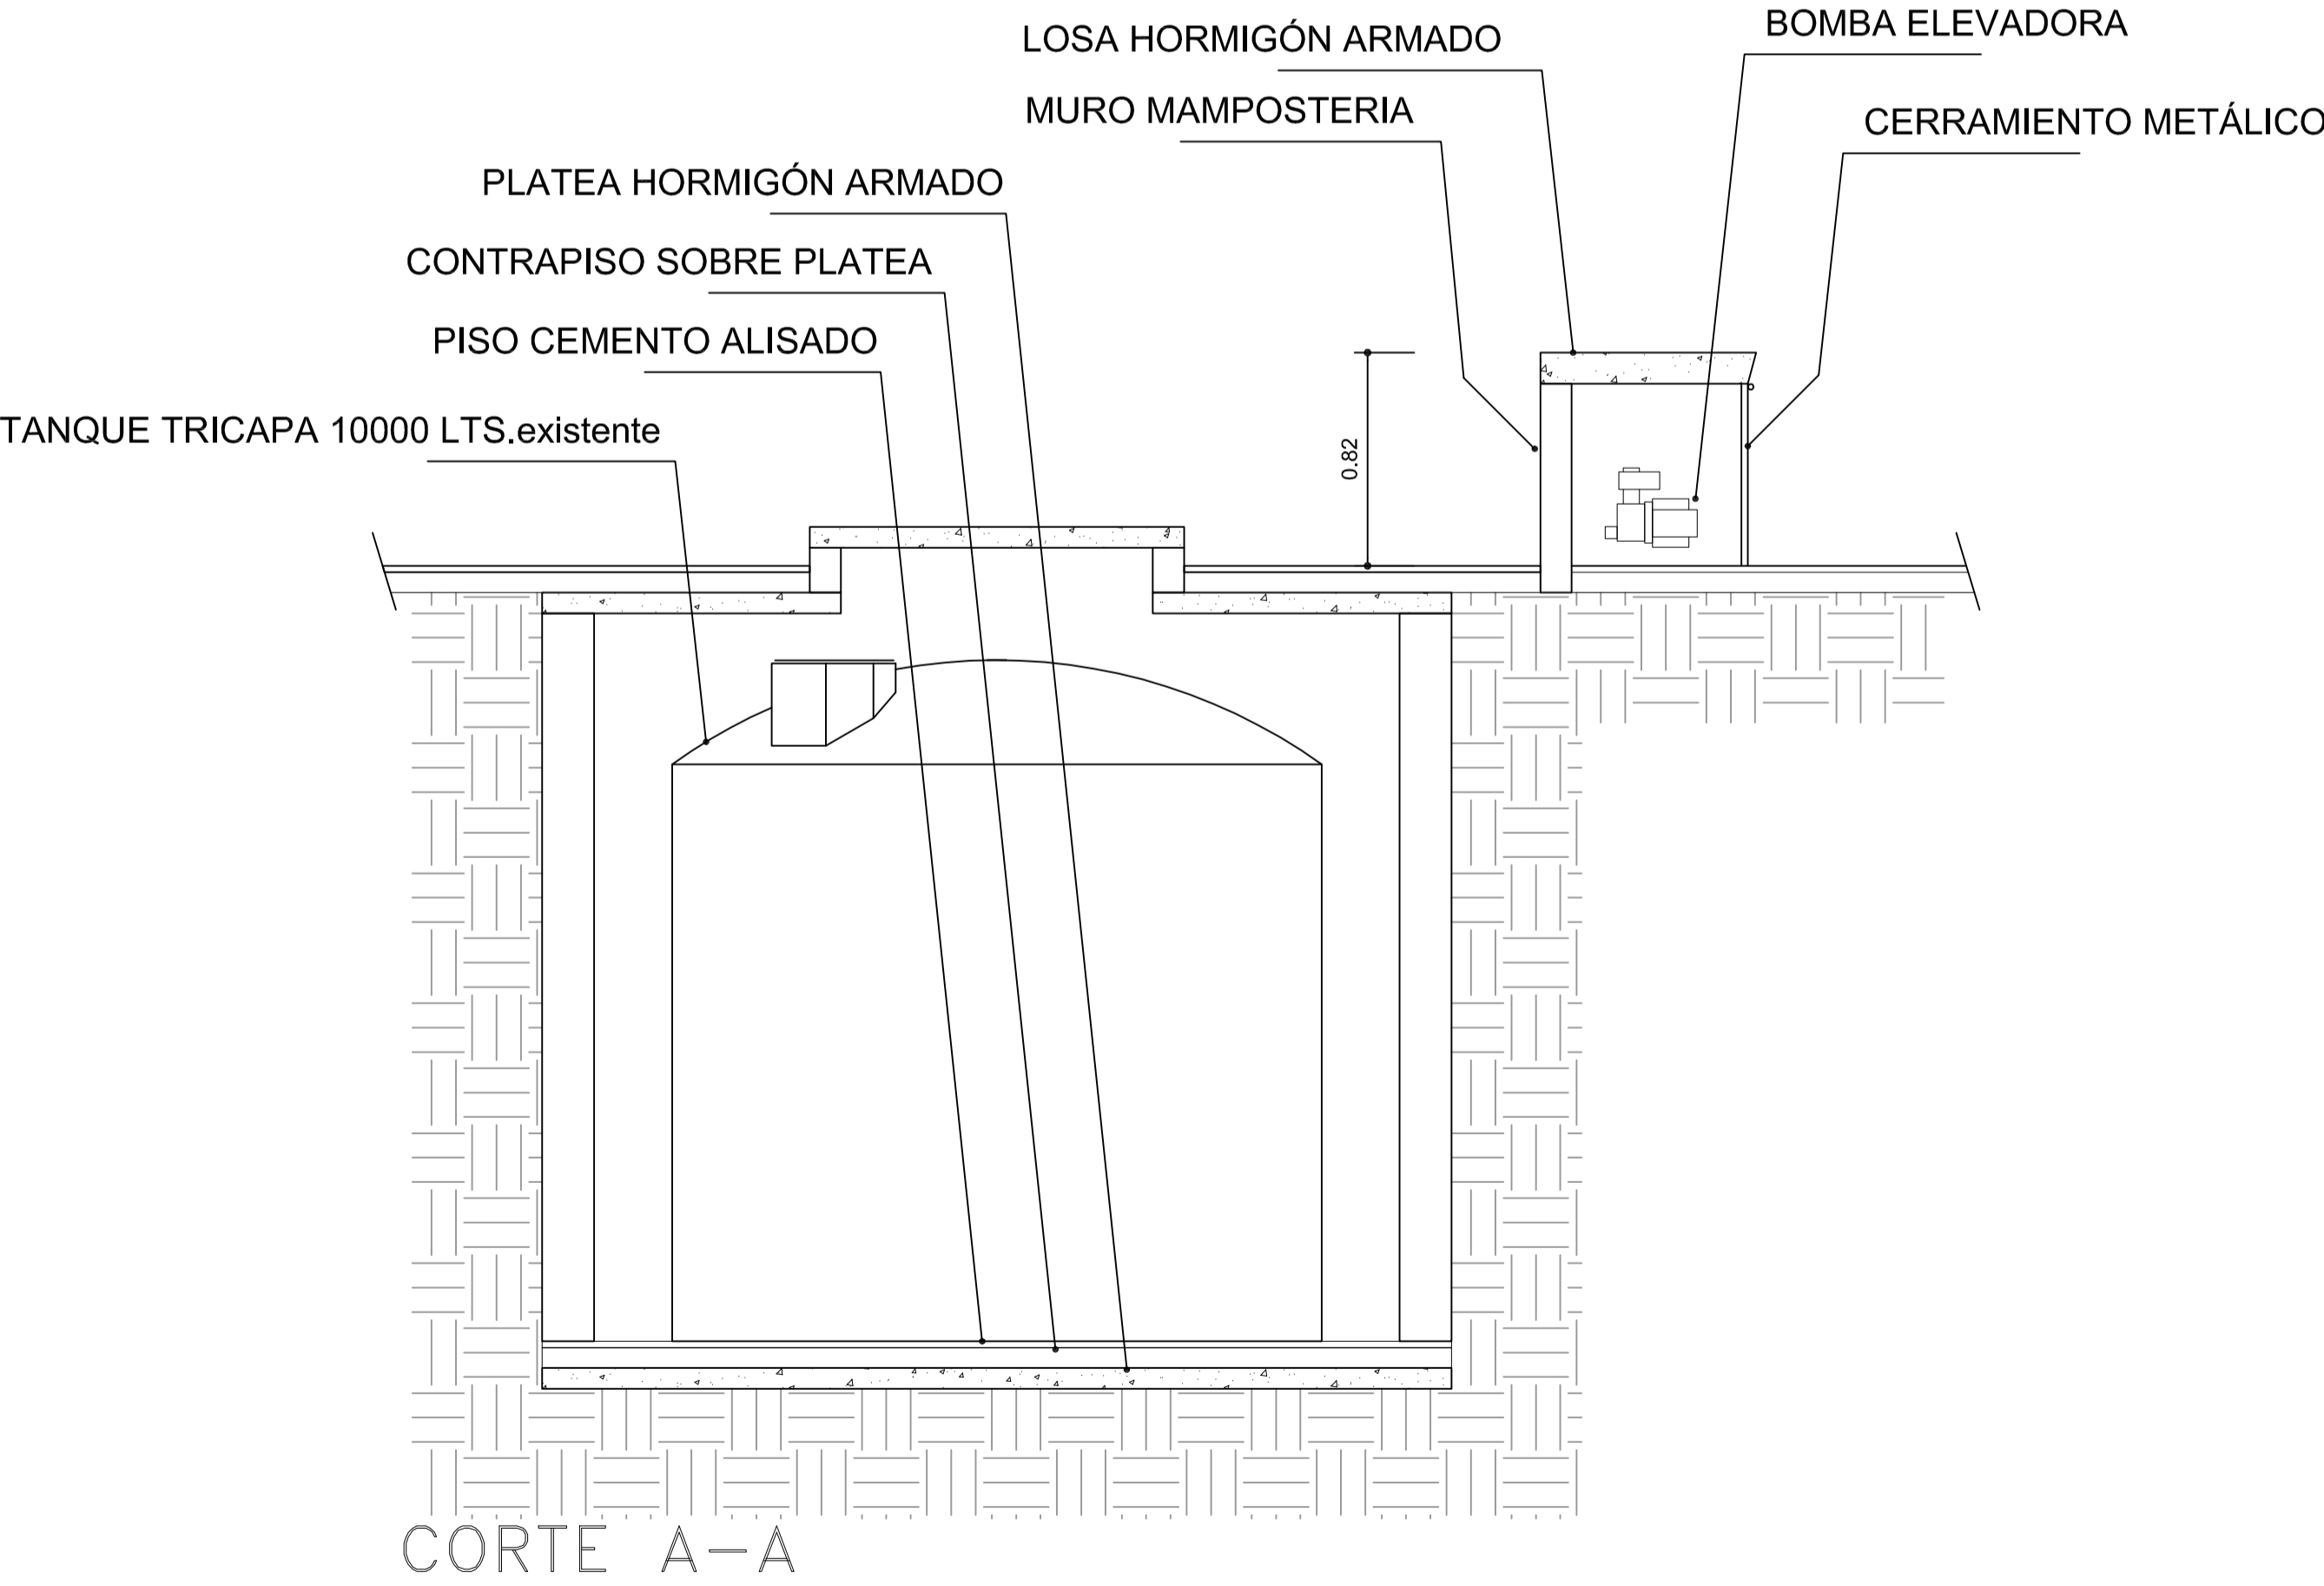 BOMBA ELEVADORA
LOSA HORMIGÓN ARMADO
MURO MAMPOSTERIA
CERRAMIENTO METÁLICO
PLATEA HORMIGÓN ARMADO
CONTRAPISO SOBRE PLATEA
PISO CEMENTO ALISADO
TANQUE TRICAPA 10000 LTS.existente
0.82
CORTE A-A